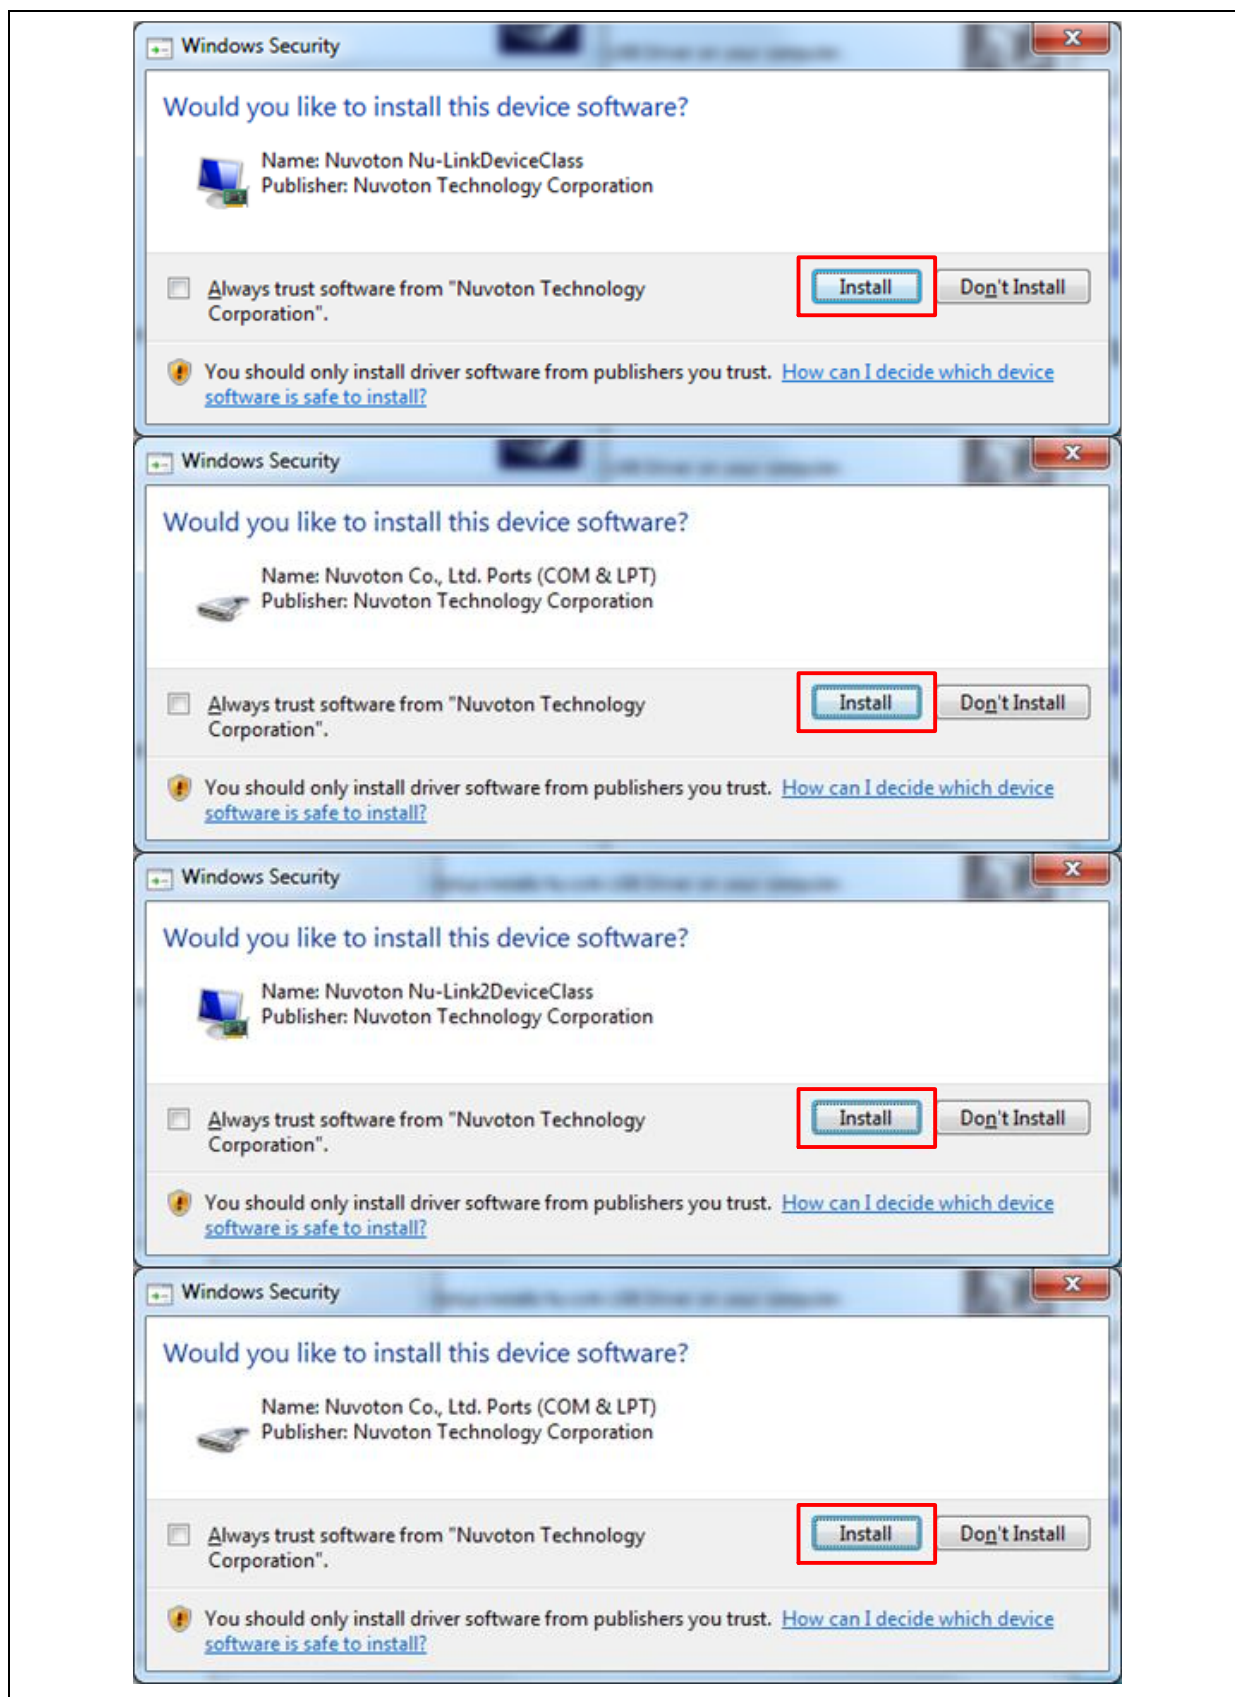 Windows Security
Would you like to install this device software?
Name: Nuvoton Nu-LinkDeviceClass
Publisher: Nuvoton Technology Corporation
Always trust software from "Nuvoton Technology
Corporation".
Install
Don't Install
You should only install driver software from publishers you trust. How can I decide which device
software is safe to install?
Windows Security
Would you like to install this device software?
Name: Nuvoton Co., Ltd. Ports (COM & LPT)
Publisher: Nuvoton Technology Corporation
Always trust software from "Nuvoton Technology
Corporation".
Install
Don't Install
You should only install driver software from publishers you trust. How can I decide which device
software is safe to install?
Windows Security
Would you like to install this device software?
Name: Nuvoton Nu-Link2DeviceClass
Publisher: Nuvoton Technology Corporation
Always trust software from "Nuvoton Technology
Corporation".
Install
Don't Install
You should only install driver software from publishers you trust. How can I decide which device
software is safe to install?
Windows Security
Would you like to install this device software?
Name: Nuvoton Co., Ltd. Ports (COM & LPT)
Publisher: Nuvoton Technology Corporation
Always trust software from "Nuvoton Technology
Corporation".
Install
Don't Install
You should only install driver software from publishers you trust. How can I decide which device
software is safe to install?